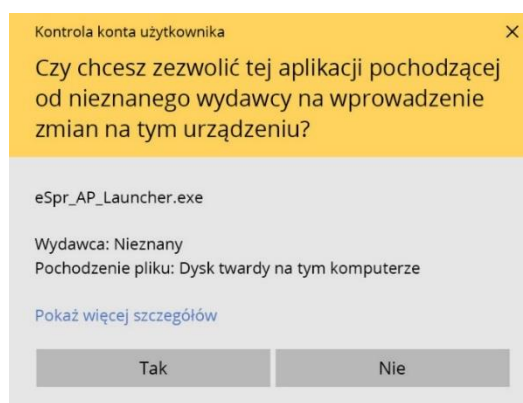 Kontrola konta użytkownika
Czy chcesz zezwolić tej aplikacji pochodzącej
od nieznanego wydawcy na wprowadzenie
zmian na tym urządzeniu?
eSpr_AP_Launcher.exe
Wydawca: Nieznany
Pochodzenie pliku: Dysk twardy na tym komputerze
Pokaż więcej szczegółów
Tak
Nie